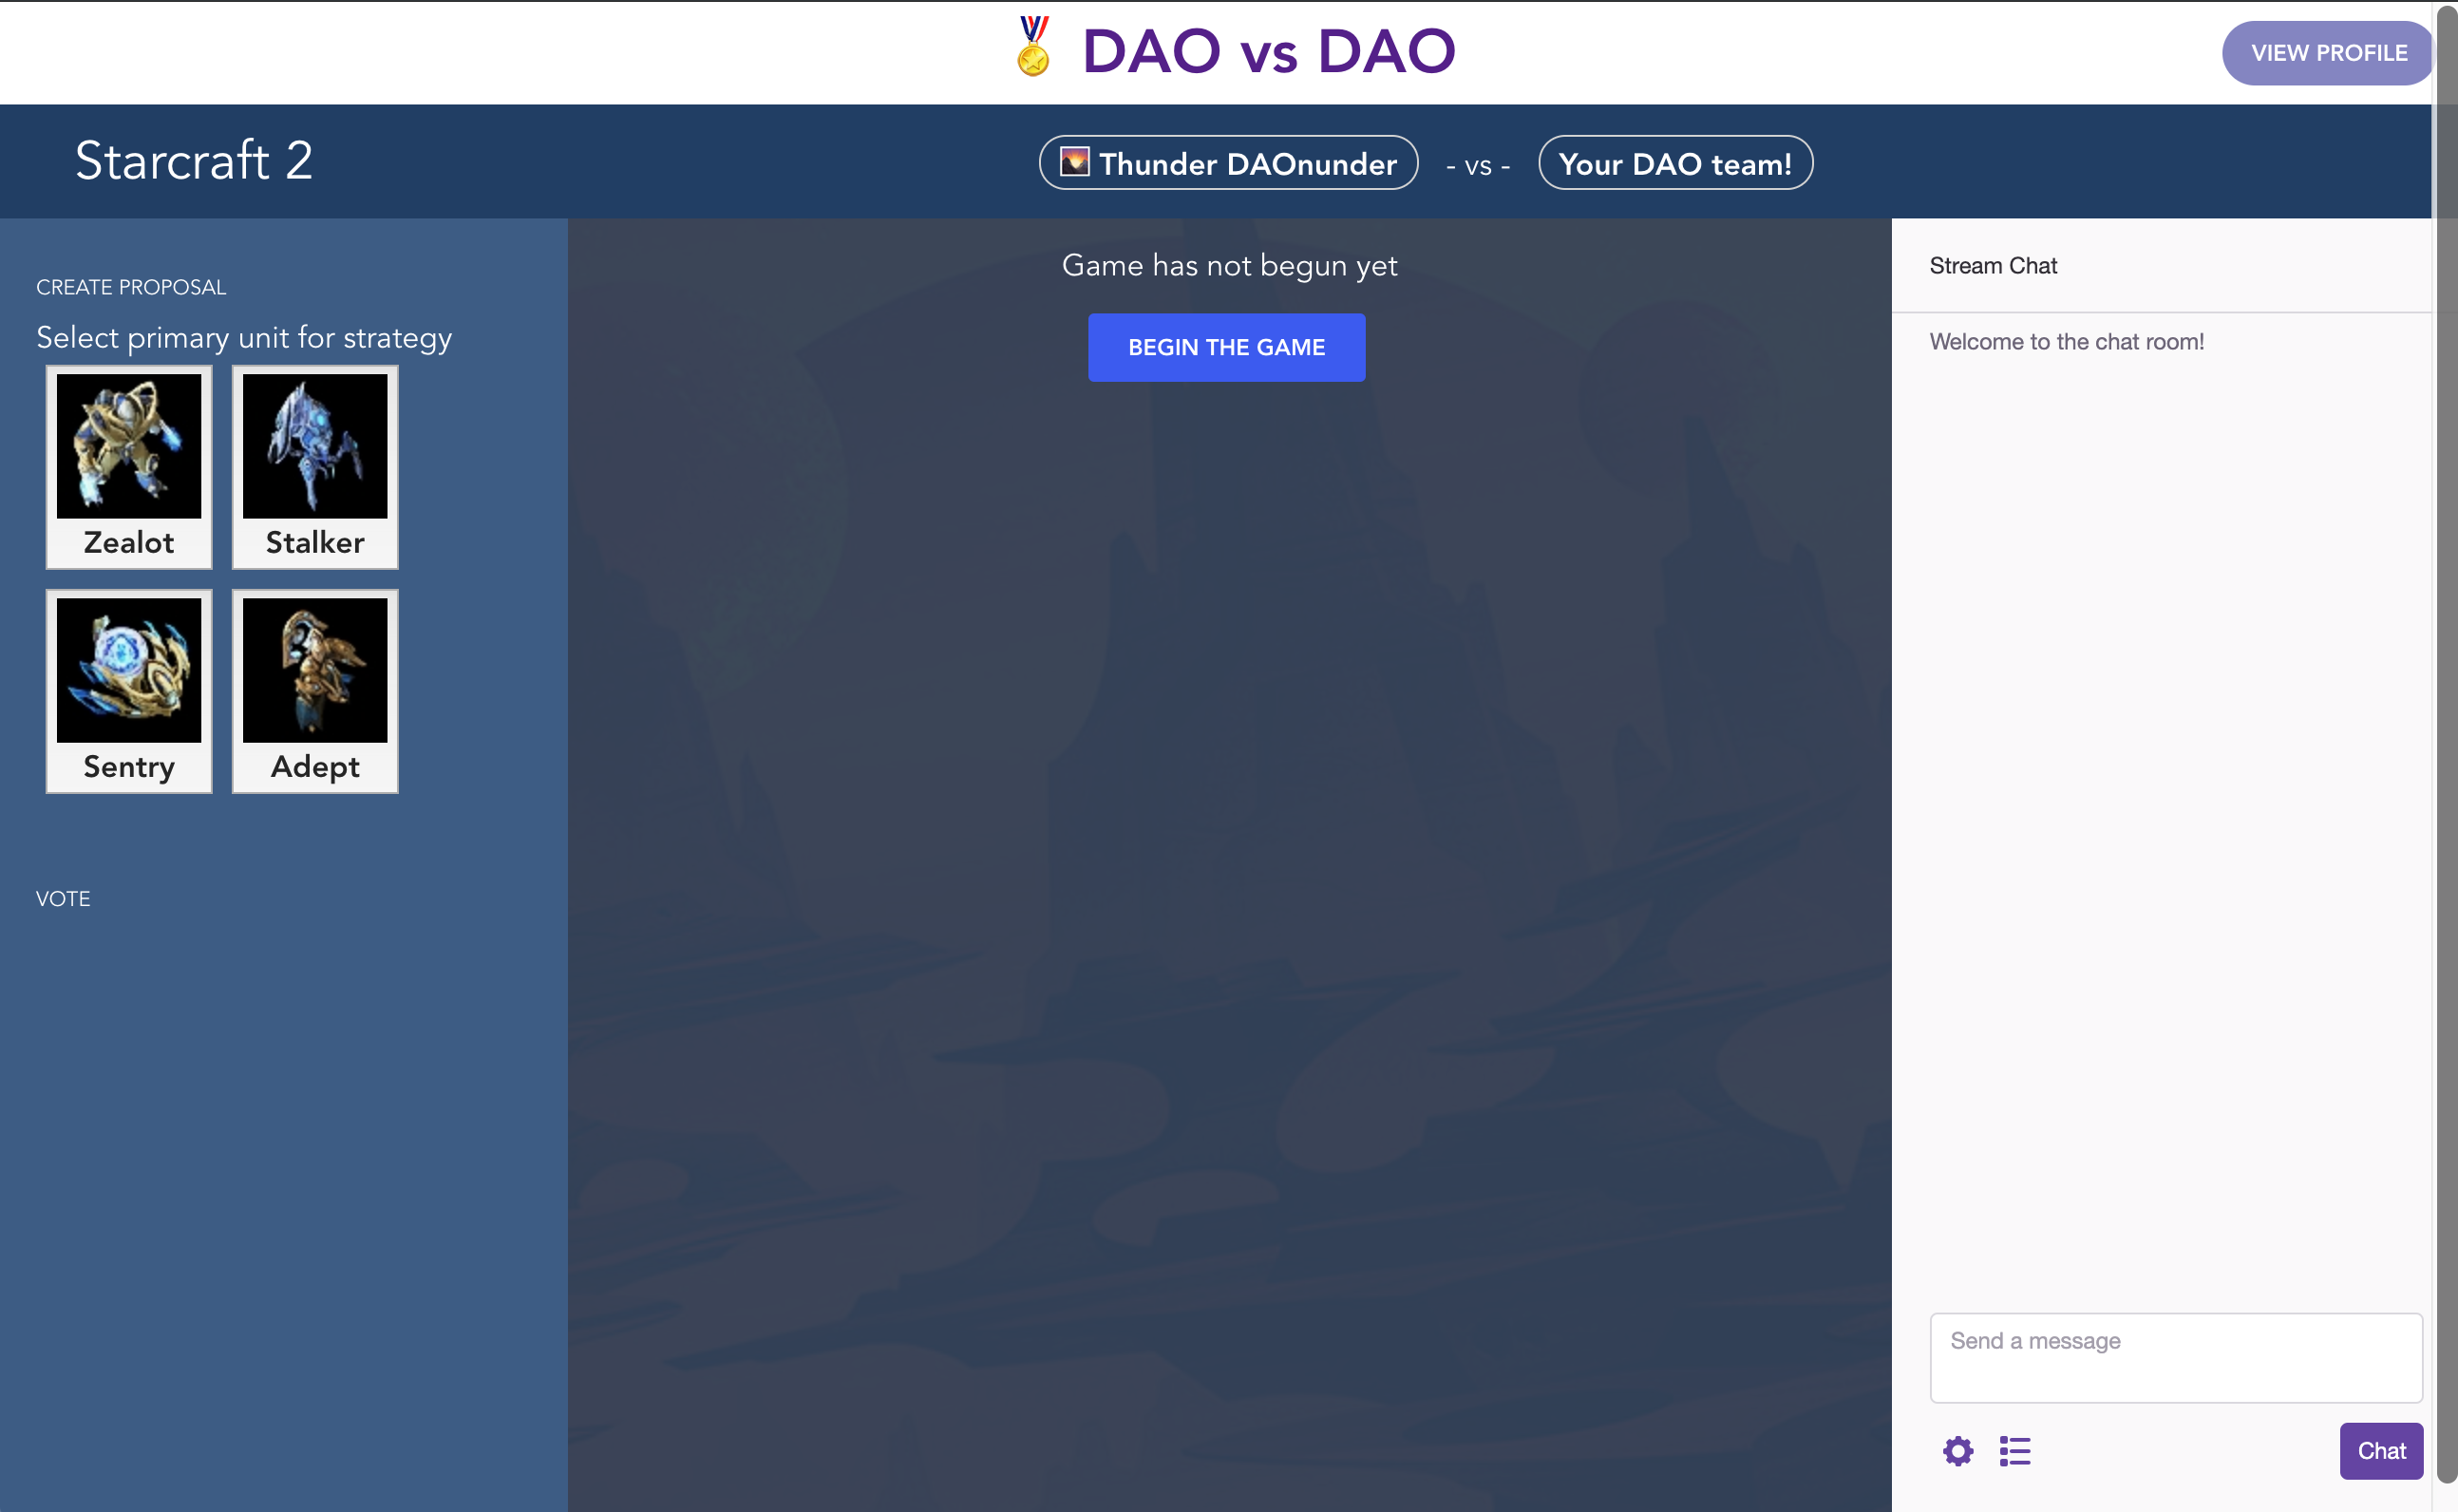 DAO vs DAO
VIEW PROFILE
Starcraft 2
Thunder DAOnunder
- vs -
Your DAO team!
CREATE PROPOSAL
Select primary unit for strategy
Zealot
Stalker
Sentry
Adept
VOTE
Game has not begun yet
BEGIN THE GAME
Stream Chat
Welcome to the chat room!
Send a message
Chat